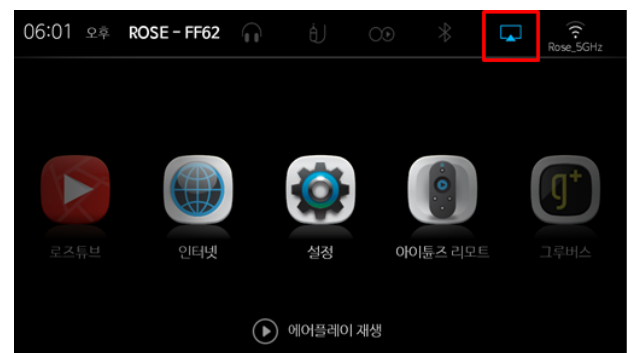 06:01 오후 ROSE - FF62 Rose_5GHz
로즈튜브 인터넷 설정 아이튠즈 리모트 그루버스
g+
에어플레이 재생